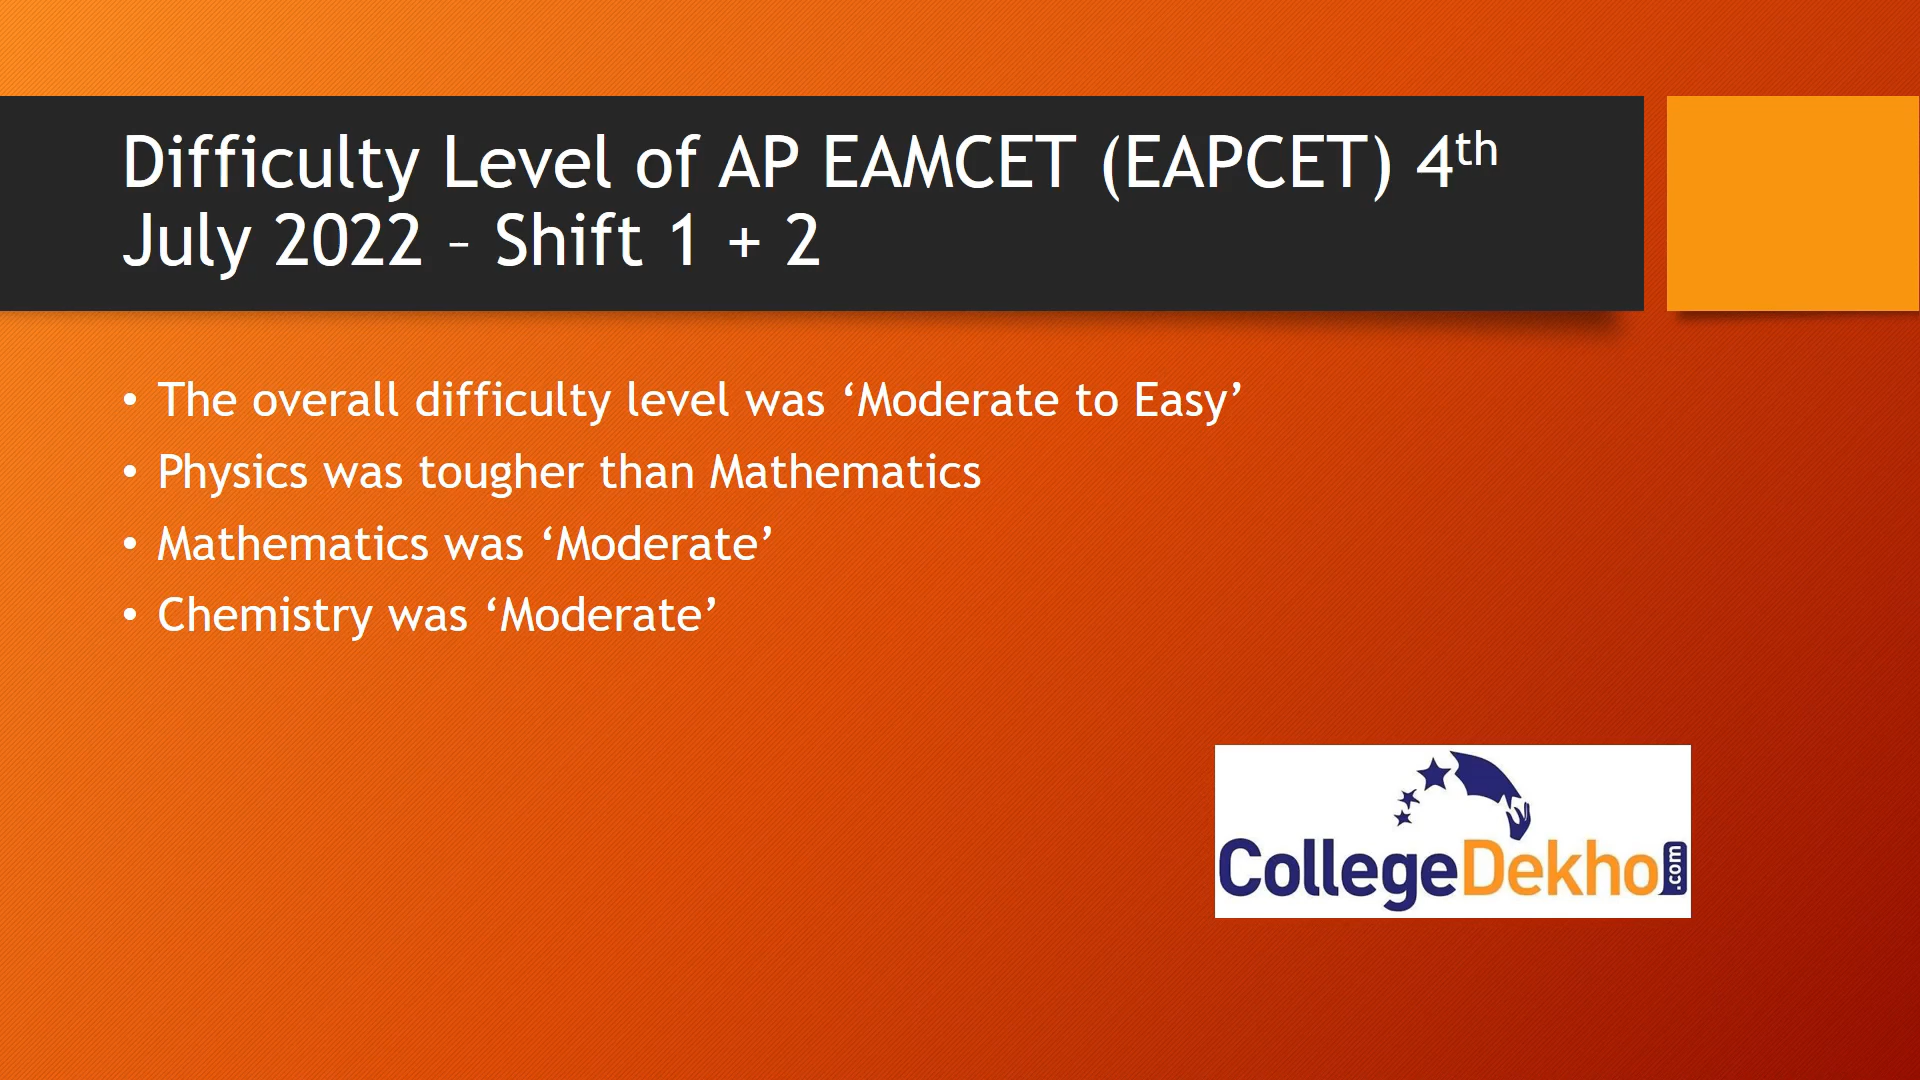 Difficulty Level of AP EAMCET (EAPCET) 4th
July 2022 – Shift 1 + 2
• The overall difficulty level was ‘Moderate to Easy’
• Physics was tougher than Mathematics
• Mathematics was ‘Moderate’
• Chemistry was ‘Moderate’
CollegeDekho.com